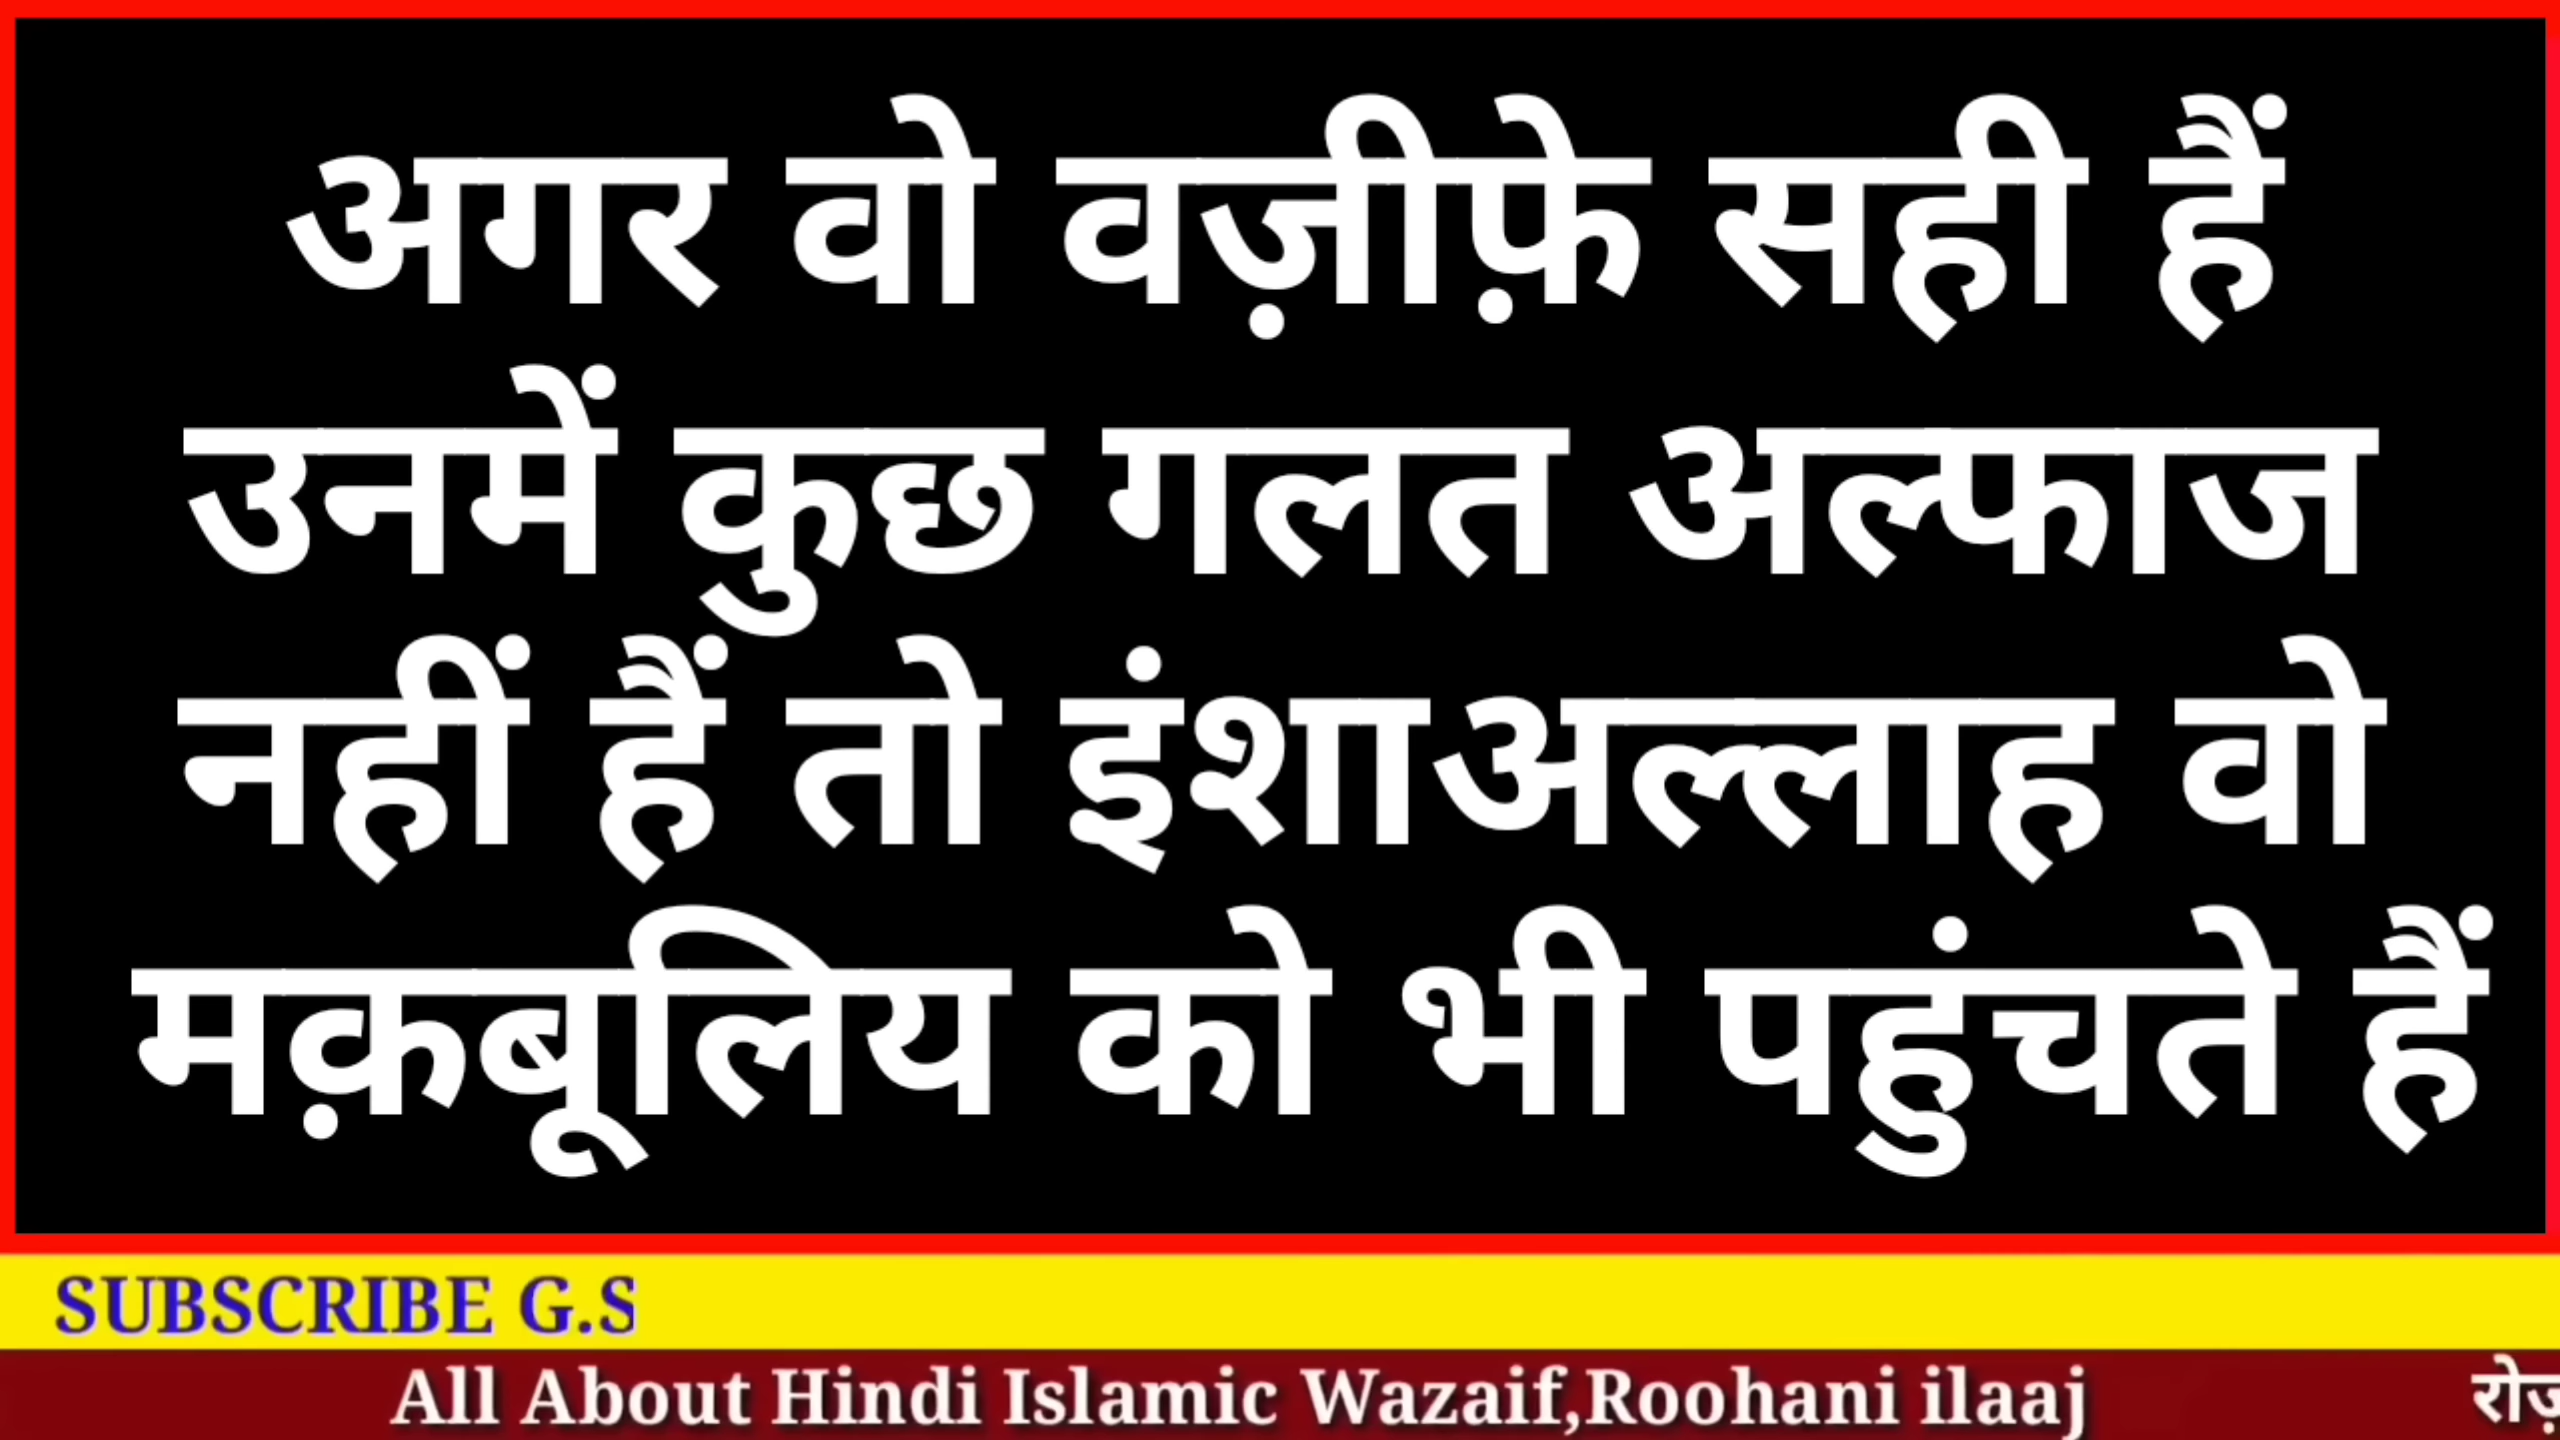 अगर वो वज़ीफ़े सही हैं
उनमें कुछ गलत अल्फाज
नहीं हैं तो इंशाअल्लाह वो
मक़बूलिय को भी पहुंचते हैं
SUBSCRIBE G.S
All About Hindi Islamic Wazaif,Roohani ilaaj